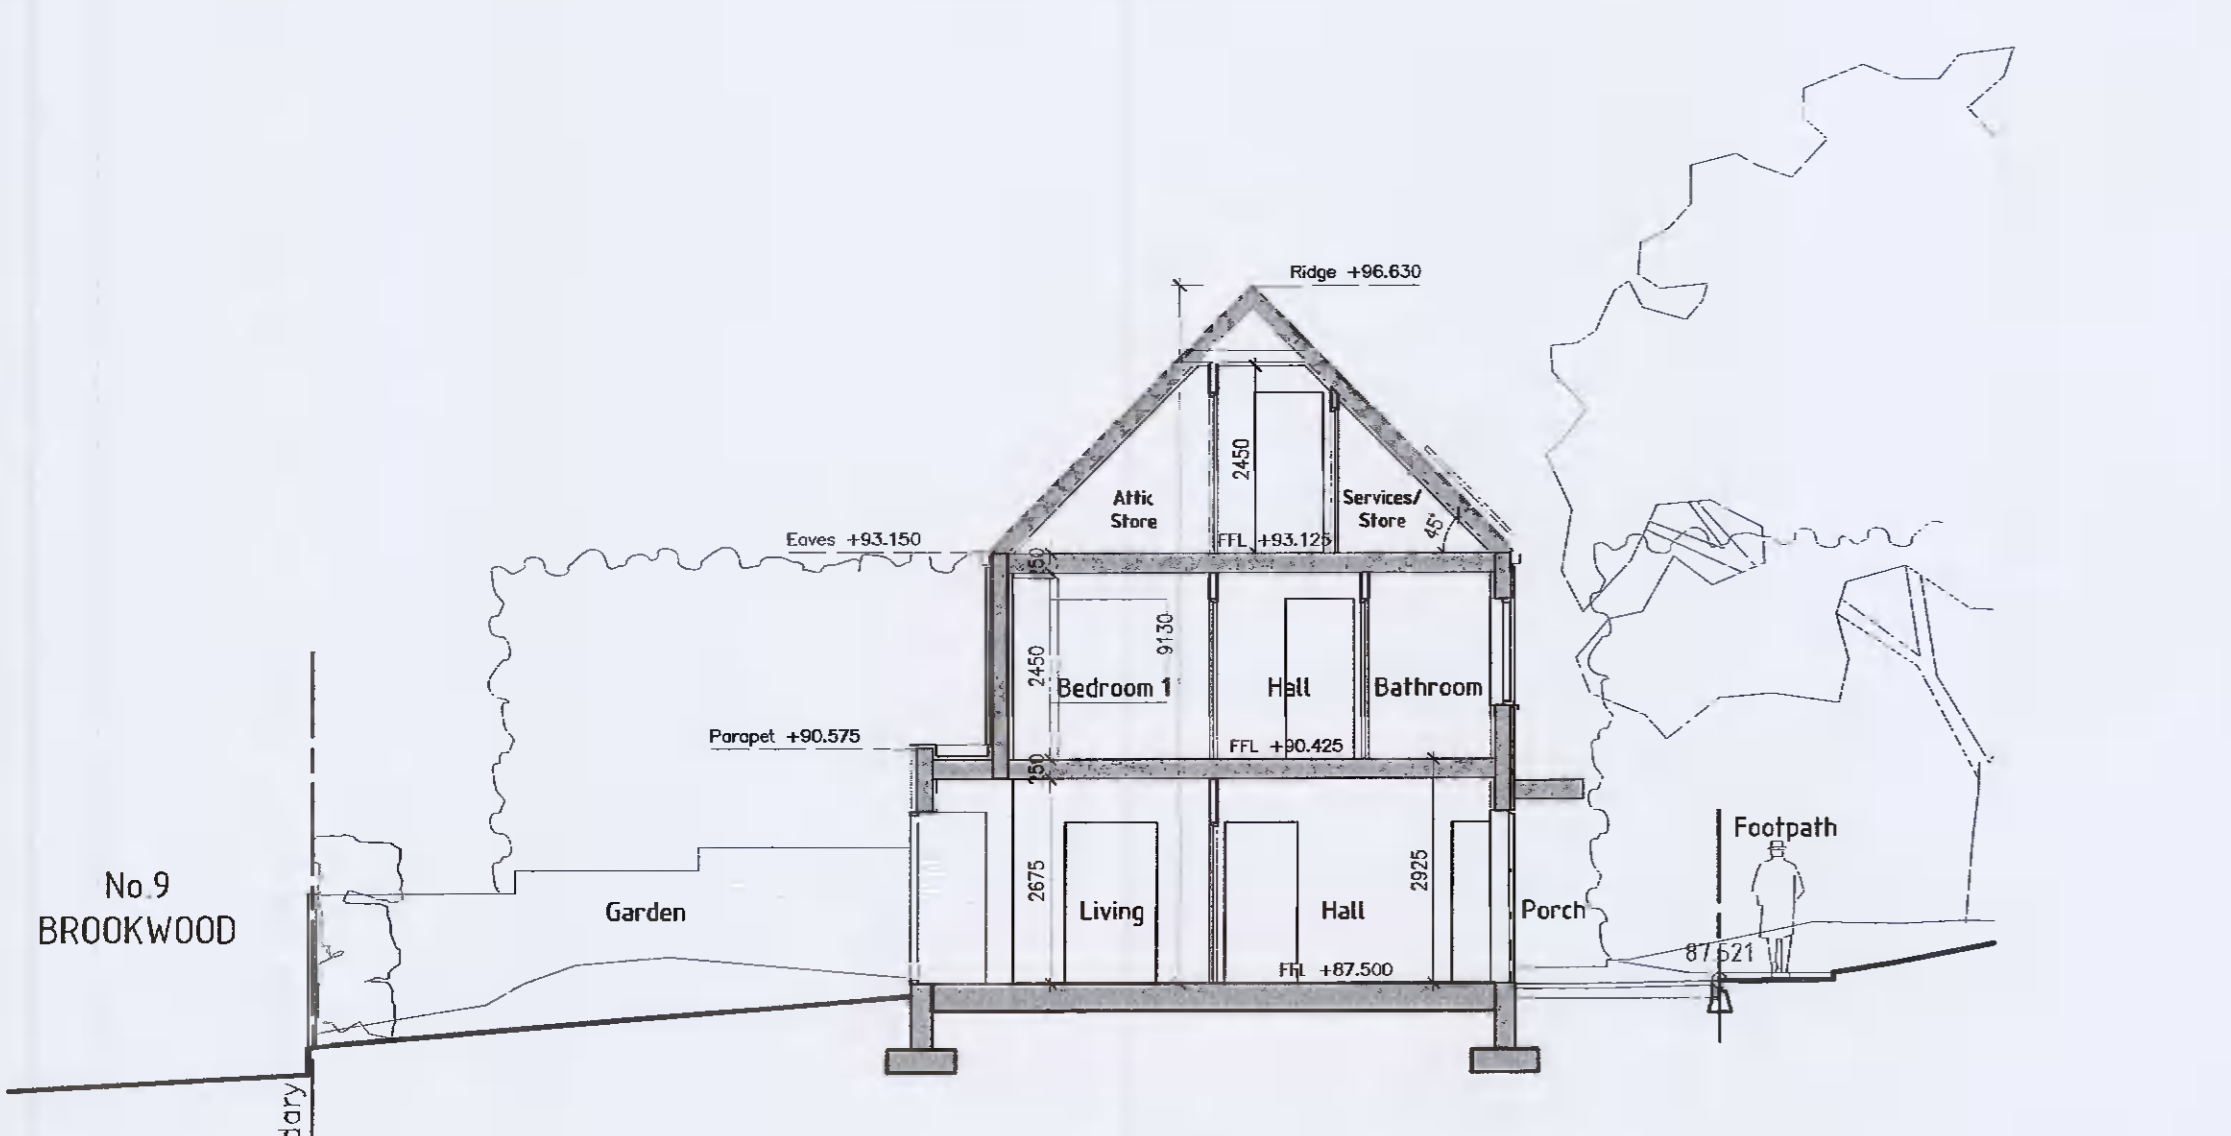 Ridge +96.630
2450
Attic
Store
Services/
Store
45°
Eaves +93.150
FFL +93.125
9130
2450
Bedroom 1
Hall
Bathroom
Parapet +90.575
FFL +90.425
250
Footpath
No.9
BROOKWOOD
2675
2925
Garden
Living
Hall
Porch
87.521
FFL +87.500
dary